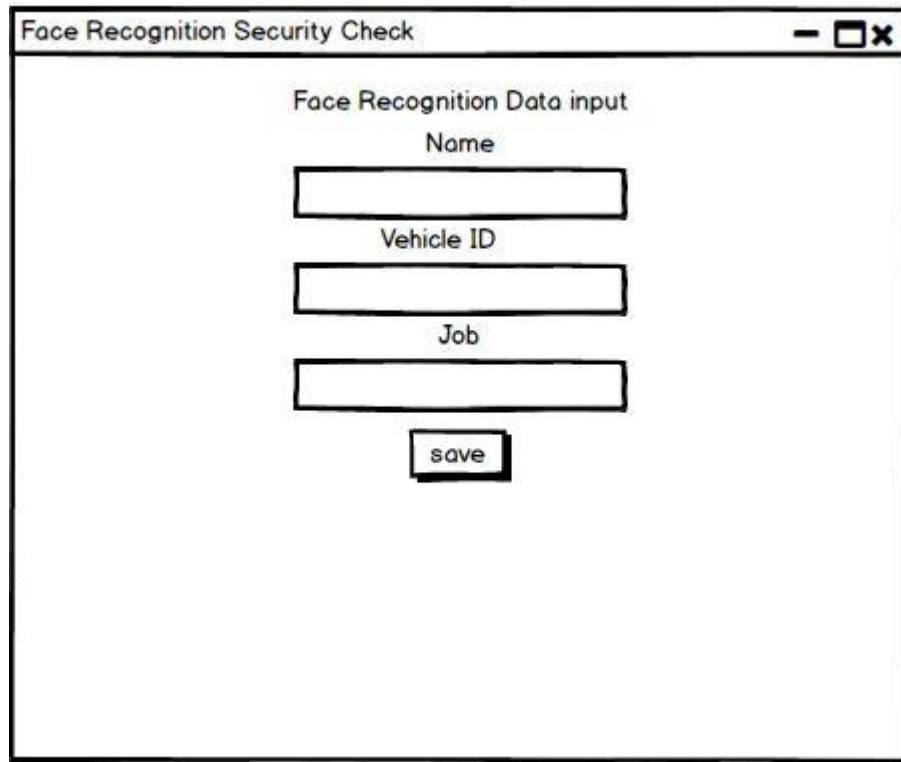 Face Recognition Security Check
Face Recognition Data input
Name
Vehicle ID
Job
save